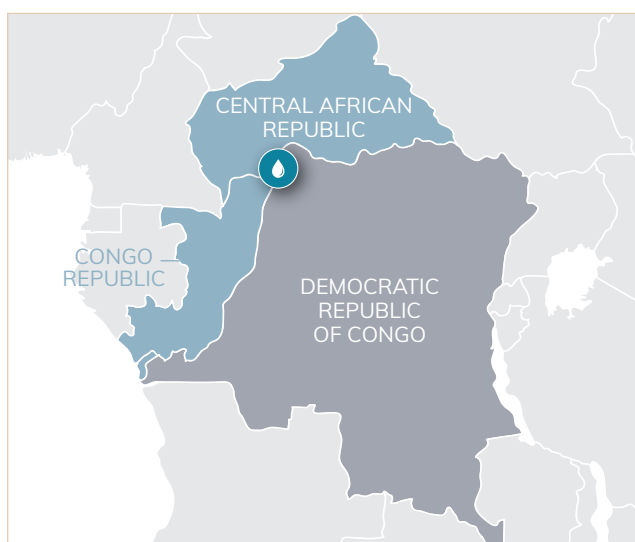 CENTRAL AFRICAN
REPUBLIC
CONGO
REPUBLIC
DEMOCRATIC
REPUBLIC
OF CONGO